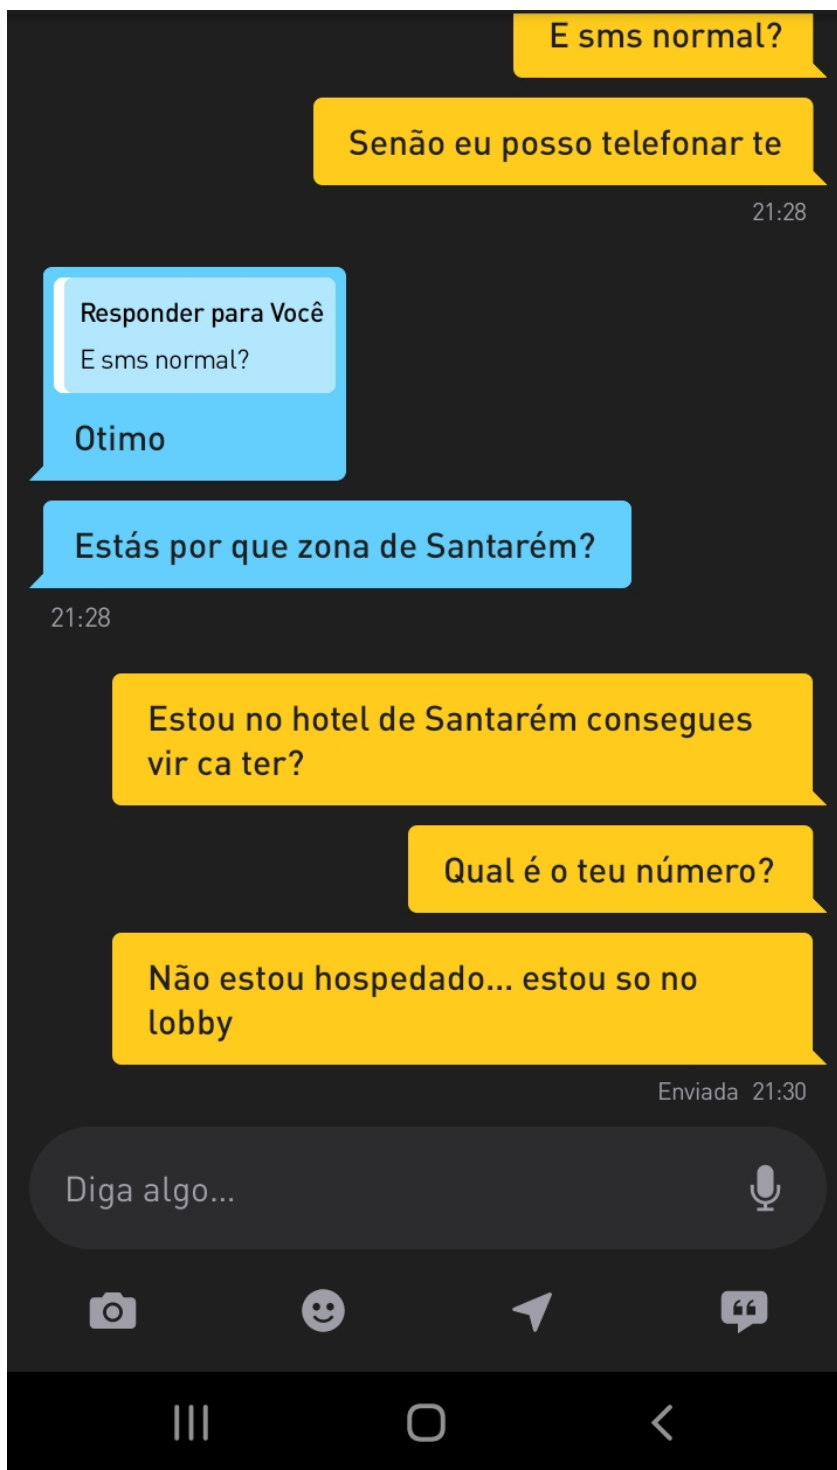 E sms normal?
Senão eu posso telefonar te
21:28
Responder para Você
E sms normal?
Otimo
Estás por que zona de Santarém?
21:28
Estou no hotel de Santarém consegues
vir ca ter?
Qual é o teu número?
Não estou hospedado... estou so no
lobby
Enviada 21:30
Diga algo...